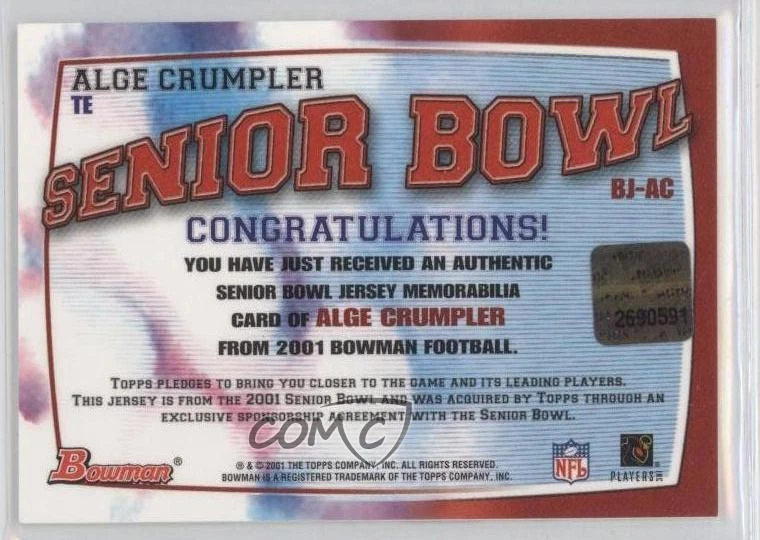 ALGE CRUMPLER
TE
SENIOR BOWL
BJ-AC
CONGRATULATIONS!
YOU HAVE JUST RECEIVED AN AUTHENTIC
SENIOR BOWL JERSEY MEMORABILIA
CARD OF ALGE CRUMPLER
FROM 2001 BOWMAN FOOTBALL.
2690591
TOPPS PLEDGES TO BRING YOU CLOSER TO THE GAME AND ITS LEADING PLAYERS.
THIS JERSEY IS FROM THE 2001 SENIOR BOWL AND WAS ACQUIRED BY TOPPS THROUGH AN
EXCLUSIVE SPONSORSHIP AGREEMENT WITH THE SENIOR BOWL.
COMC
Bowman®
® & © 2001 THE TOPPS COMPANY, INC. ALL RIGHTS RESERVED.
BOWMAN IS A REGISTERED TRADEMARK OF THE TOPPS COMPANY, INC.
NFL
PLAYERS INC